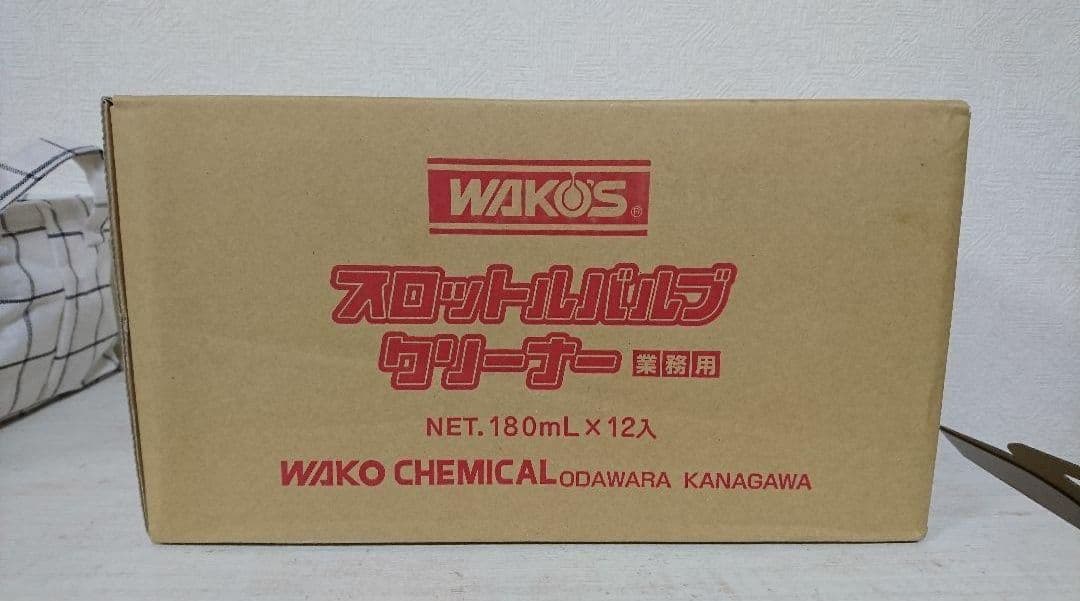 WAKO'S ®
スロットルバルブ
クリーナー 業務用
NET. 180mL×12入
WAKO CHEMICAL ODAWARA KANAGAWA